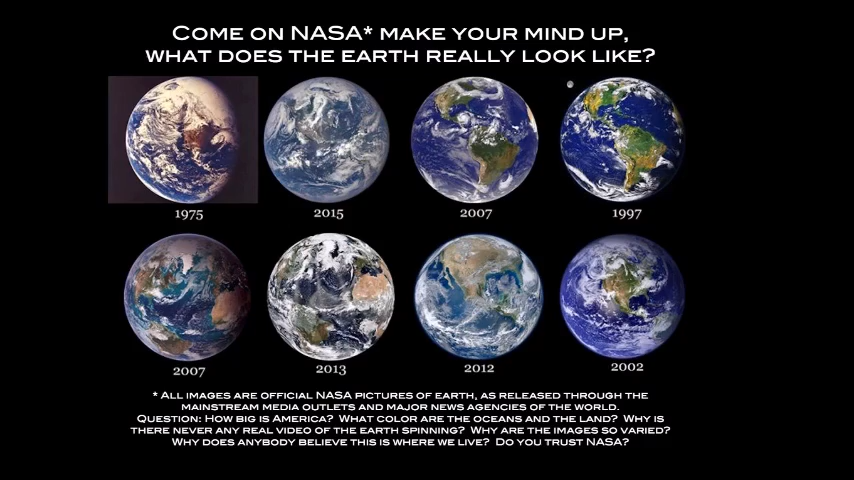 COME ON NASA* MAKE YOUR MIND UP,
WHAT DOES THE EARTH REALLY LOOK LIKE?
1975
2015
2007
1997
2007
2013
2012
2002
* ALL IMAGES ARE OFFICIAL NASA PICTURES OF EARTH, AS RELEASED THROUGH THE
MAINSTREAM MEDIA OUTLETS AND MAJOR NEWS AGENCIES OF THE WORLD.
QUESTION: HOW BIG IS AMERICA? WHAT COLOR ARE THE OCEANS AND THE LAND? WHY IS
THERE NEVER ANY REAL VIDEO OF THE EARTH SPINNING? WHY ARE THE IMAGES SO VARIED?
WHY DOES ANYBODY BELIEVE THIS IS WHERE WE LIVE? DO YOU TRUST NASA?